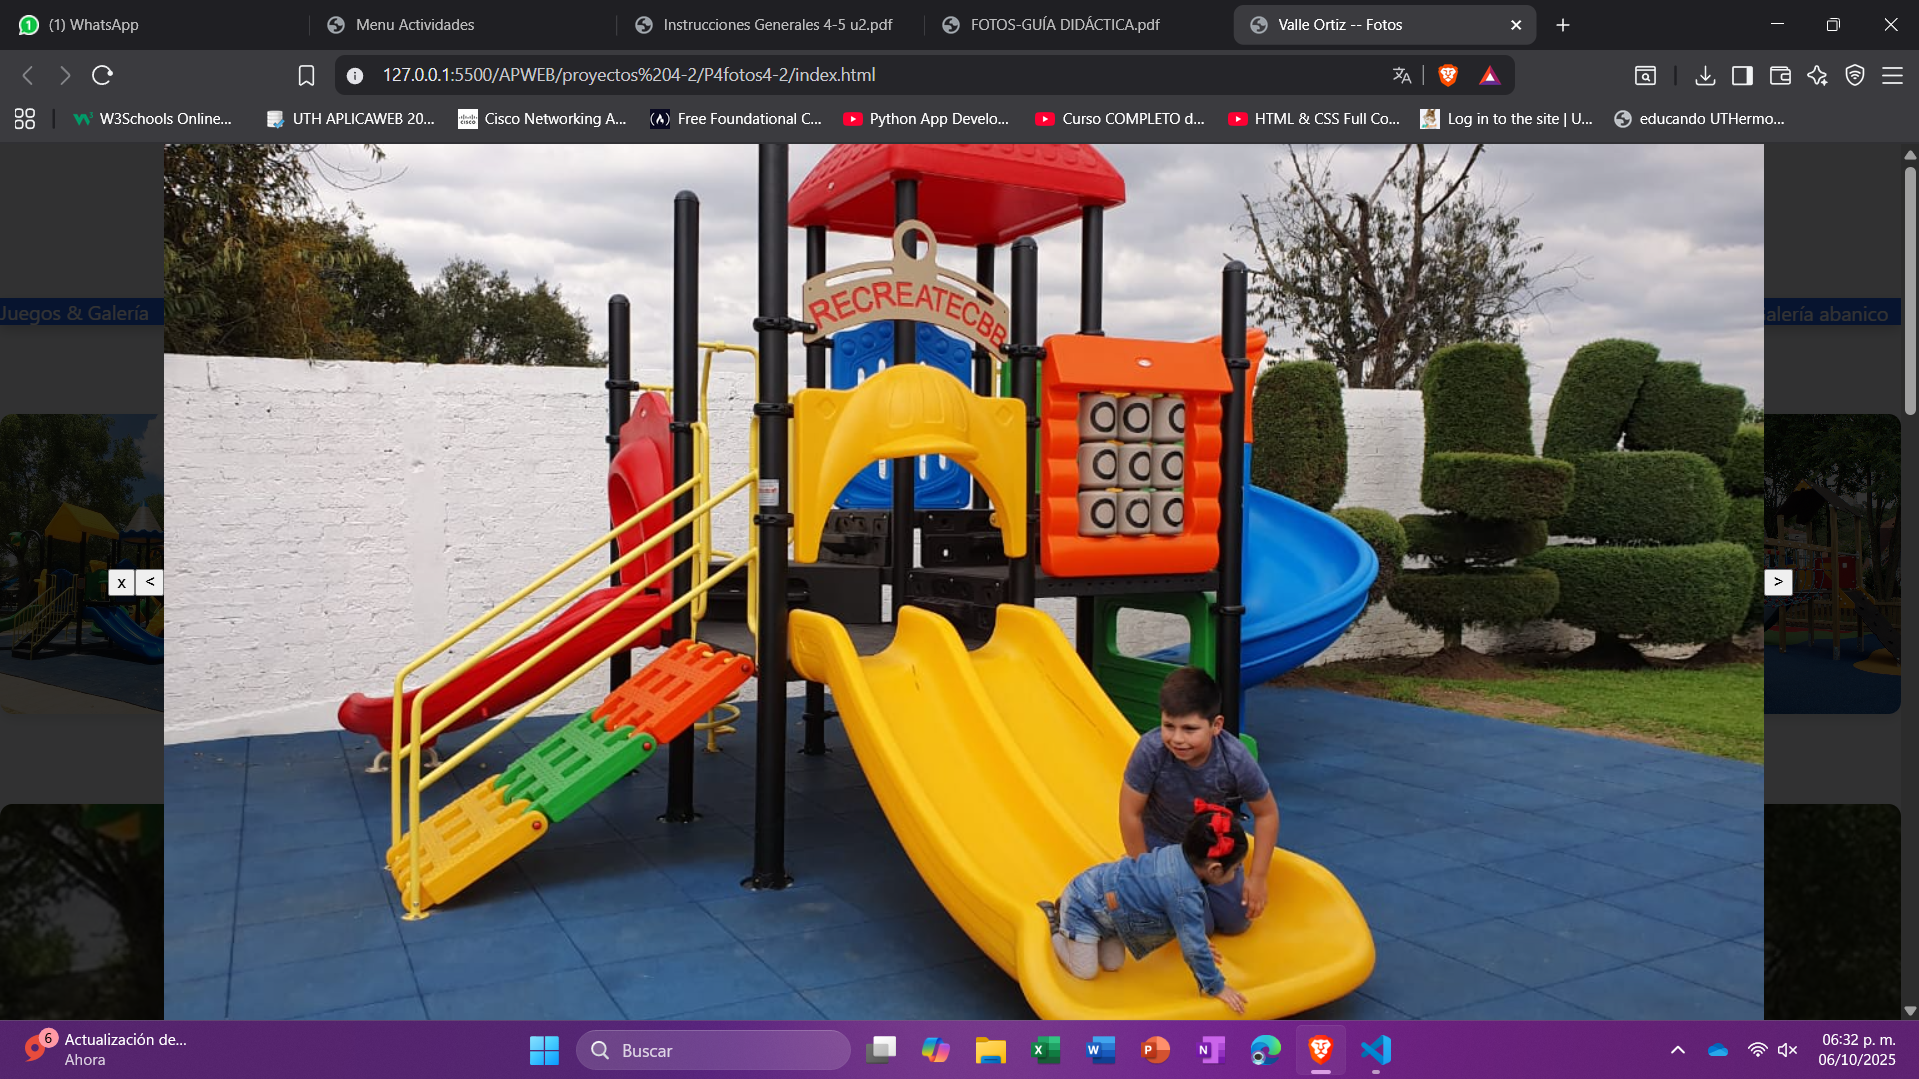 (1) WhatsApp
Menu Actividades
Instrucciones Generales 4-5 u2.pdf
FOTOS-GUÍA DIDÁCTICA.pdf
Valle Ortiz -- Fotos
127.0.0.1:5500/APWEB/proyectos%204-2/P4fotos4-2/index.html
W3Schools Online...
UTH APLICAWEB 20...
Cisco Networking A...
Free Foundational C...
Python App Develo...
Curso COMPLETO d...
HTML & CSS Full Co...
Log in to the site | U...
educando UTHermo...
RECREATECBB
Juegos & Galería
alería abanico
O O O
O O O
O O O
x
<
>
6
Actualización de...
Ahora
Buscar
06:32 p. m.
06/10/2025